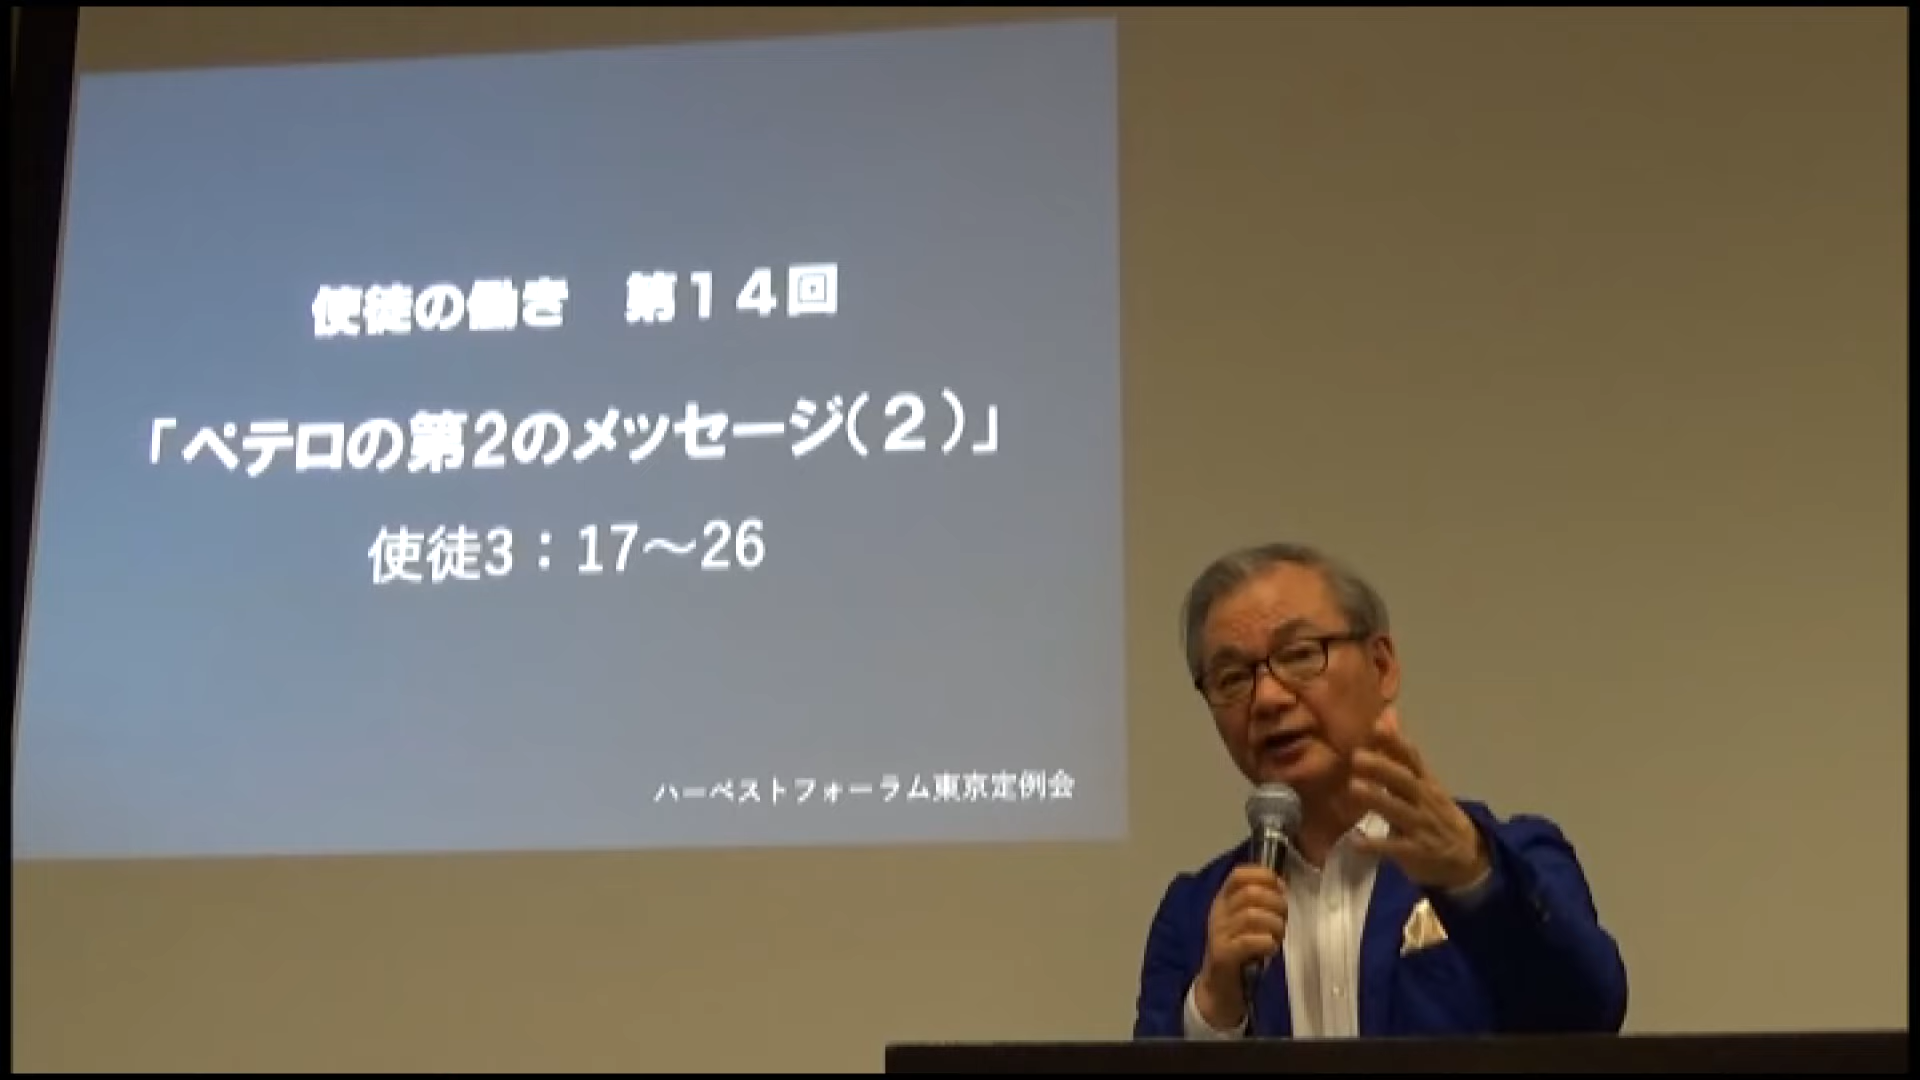 使徒の働き　第１４回
「ペテロの第2のメッセージ（２）」
使徒3：17～26
ハーベストフォーラム東京定例会